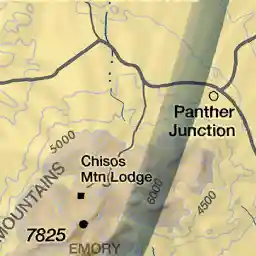 Panther
Junction
5000
Chisos
Mtn Lodge
6000
4500
MOUNTAINS
7825
EMORY